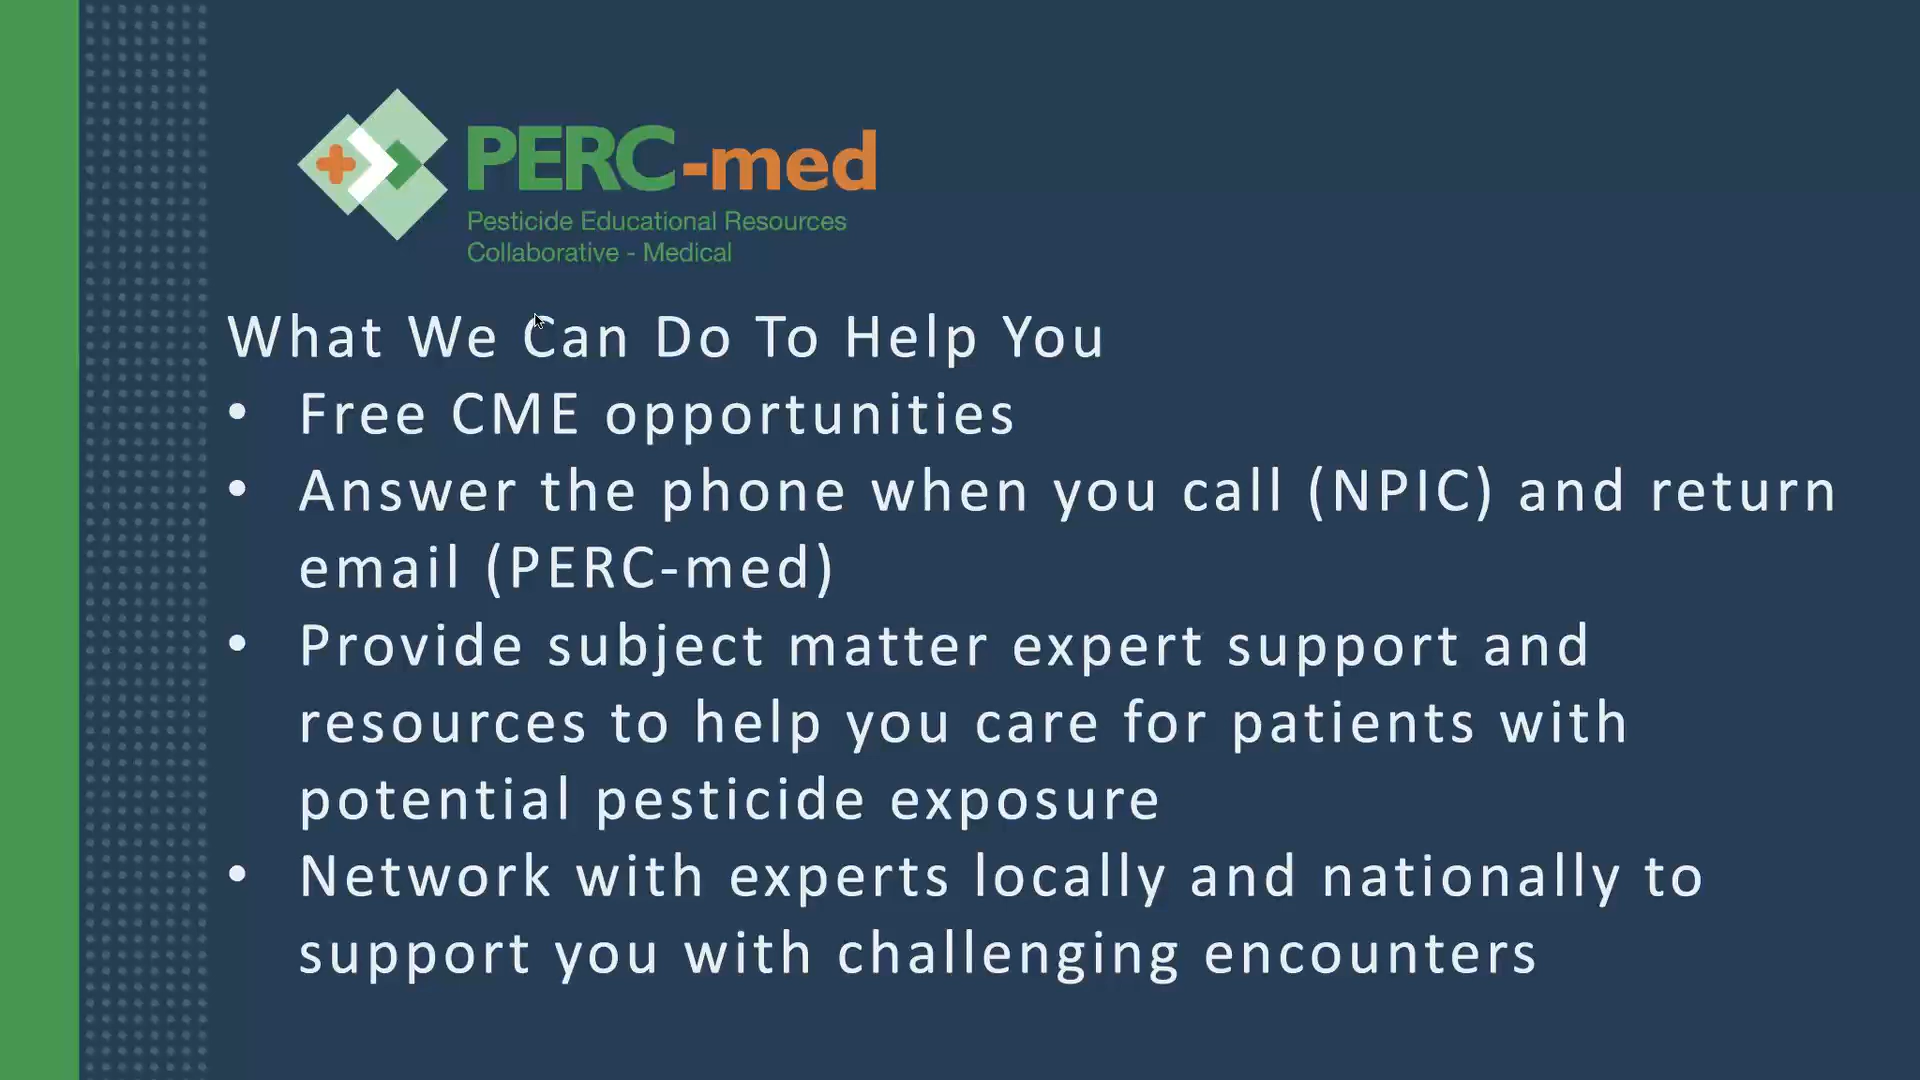 PERC-med
Pesticide Educational Resources
Collaborative - Medical
What We Can Do To Help You
• Free CME opportunities
• Answer the phone when you call (NPIC) and return
email (PERC-med)
• Provide subject matter expert support and
resources to help you care for patients with
potential pesticide exposure
• Network with experts locally and nationally to
support you with challenging encounters